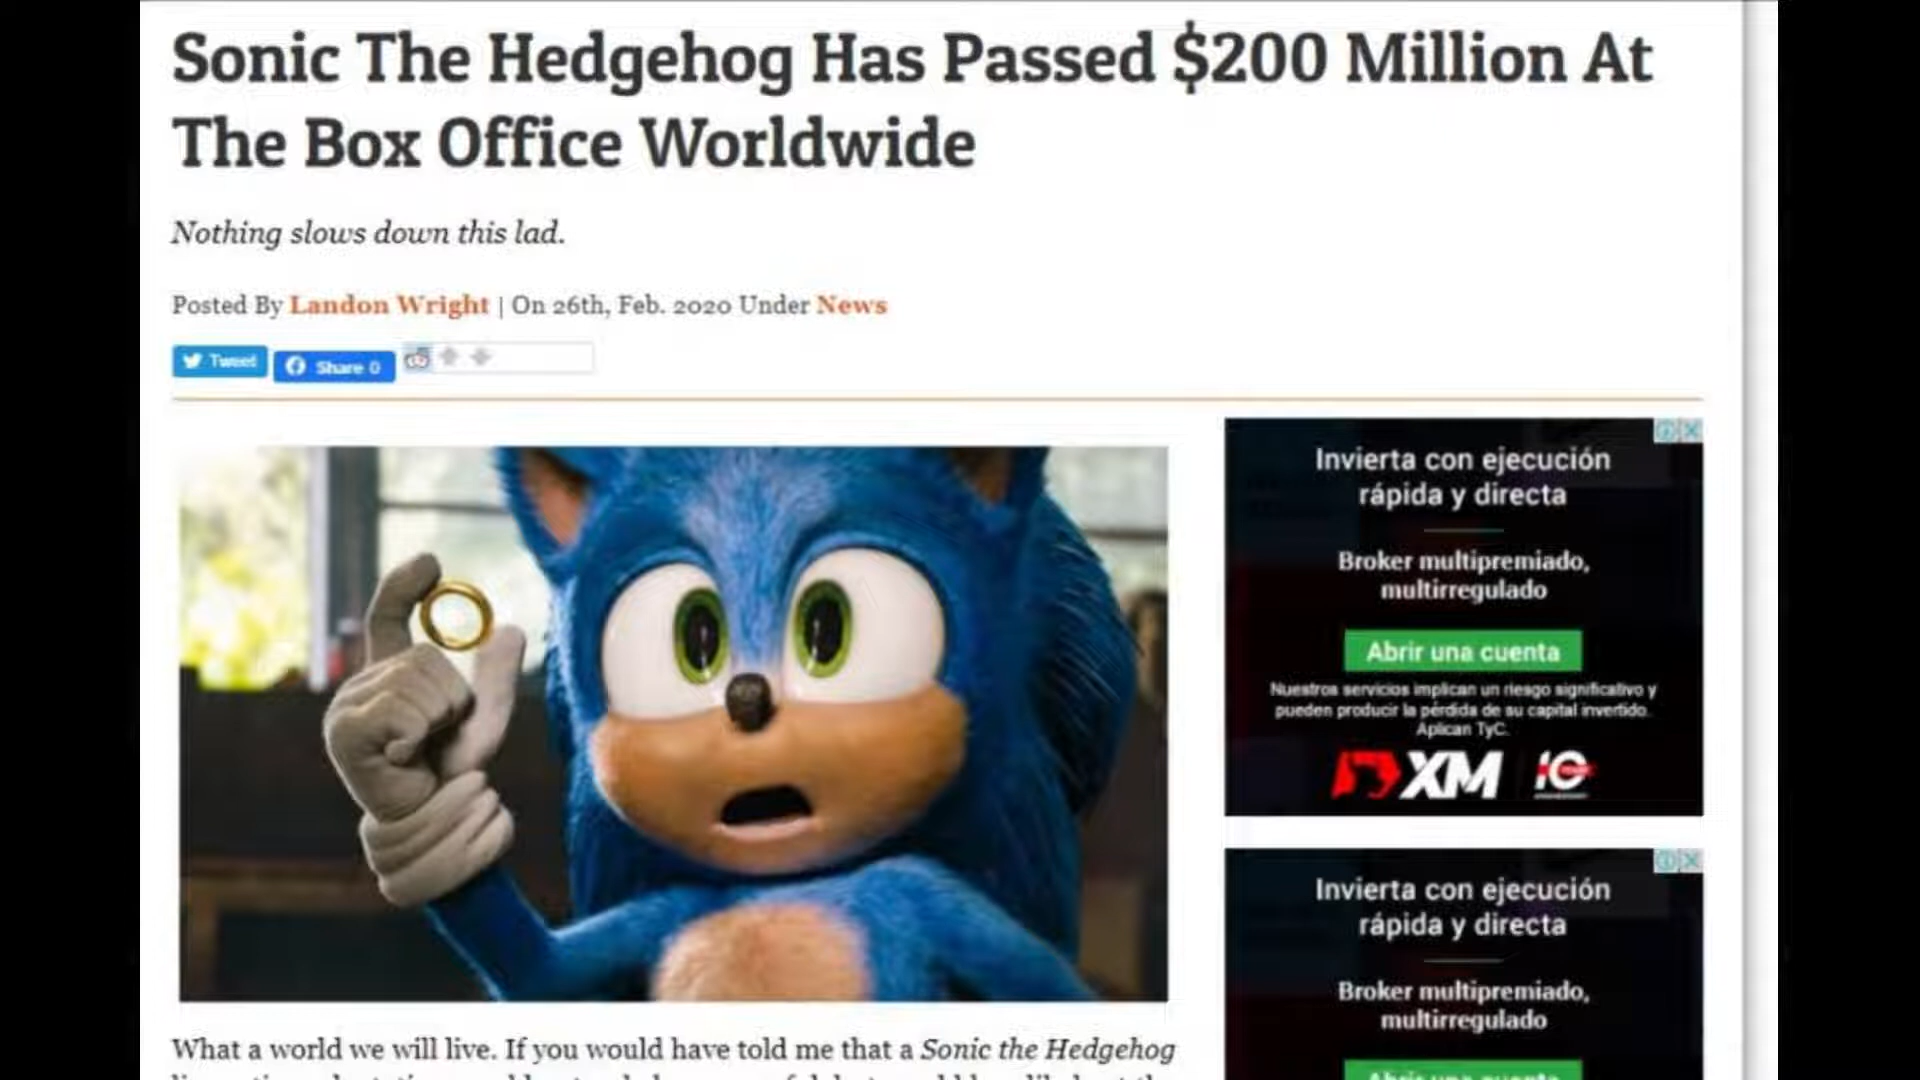 Sonic The Hedgehog Has Passed $200 Million At
The Box Office Worldwide
Nothing slows down this lad.
Posted By Landon Wright | On 26th, Feb. 2020 Under News
Tweet
Share 0
Invierta con ejecución
rápida y directa
Broker multipremiado,
multirregulado
Abrir una cuenta
Nuestros servicios implican un riesgo significativo y
pueden producir la pérdida de su capital invertido.
Aplican TyC.
XM
Invierta con ejecución
rápida y directa
Broker multipremiado,
multirregulado
Abrir una cuenta
What a world we will live. If you would have told me that a Sonic the Hedgehog